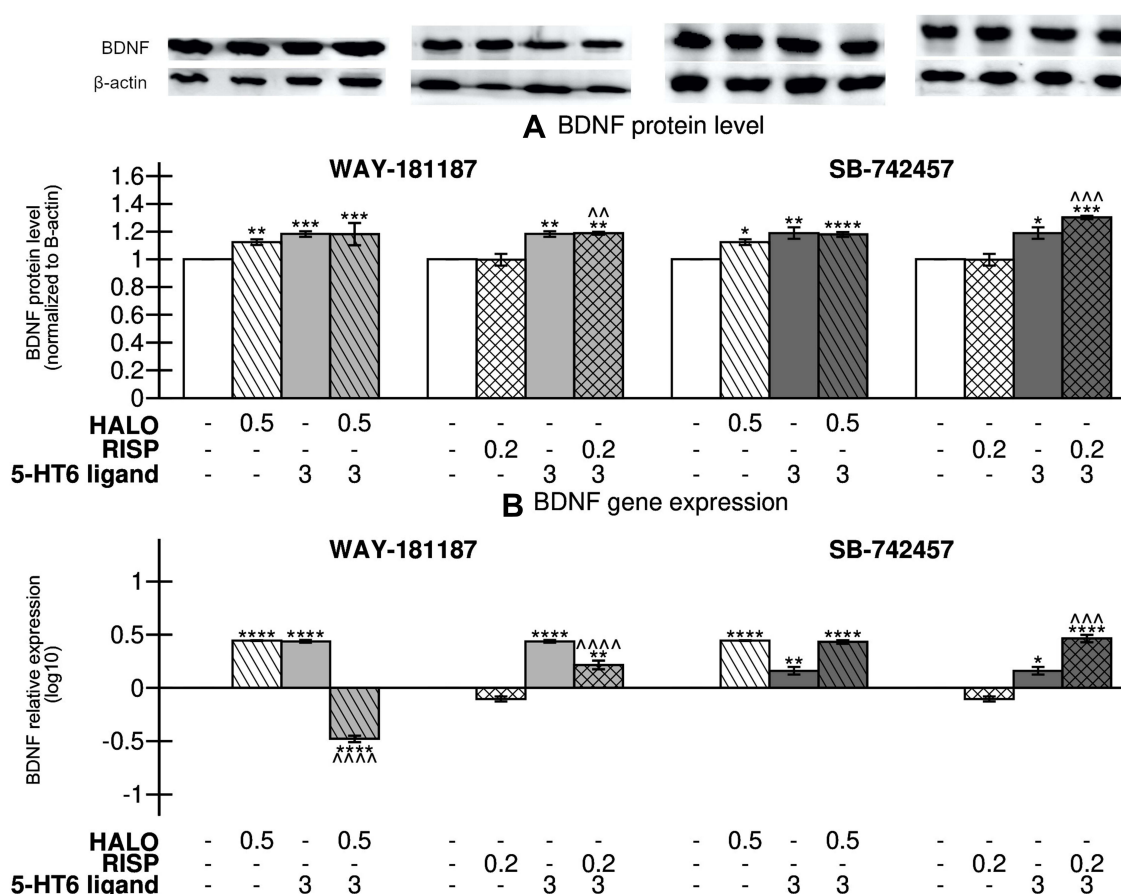 BDNF
β-actin
A BDNF protein level
WAY-181187 SB-742457
BDNF protein level
(normalized to B-actin)
1.6
1.4
1.2
1
0.8
0.6
0.4
0.2
0
** *** *** ** ^^ ** * ** **** * ^^^ ***
HALO - 0.5 - 0.5 - - - - - 0.5 - 0.5 - - - -
RISP - - - - - 0.2 - 0.2 - - - - - 0.2 - 0.2
5-HT6 ligand - - 3 3 - - 3 3 - - 3 3 - - 3 3
B BDNF gene expression
WAY-181187 SB-742457
BDNF relative expression
(log10)
1
0.5
0
-0.5
-1
**** **** **** ^^^^ **** ^^^^ ** **** ** **** * ^^^ ****
HALO - 0.5 - 0.5 - - - - - 0.5 - 0.5 - - - -
RISP - - - - - 0.2 - 0.2 - - - - - 0.2 - 0.2
5-HT6 ligand - - 3 3 - - 3 3 - - 3 3 - - 3 3